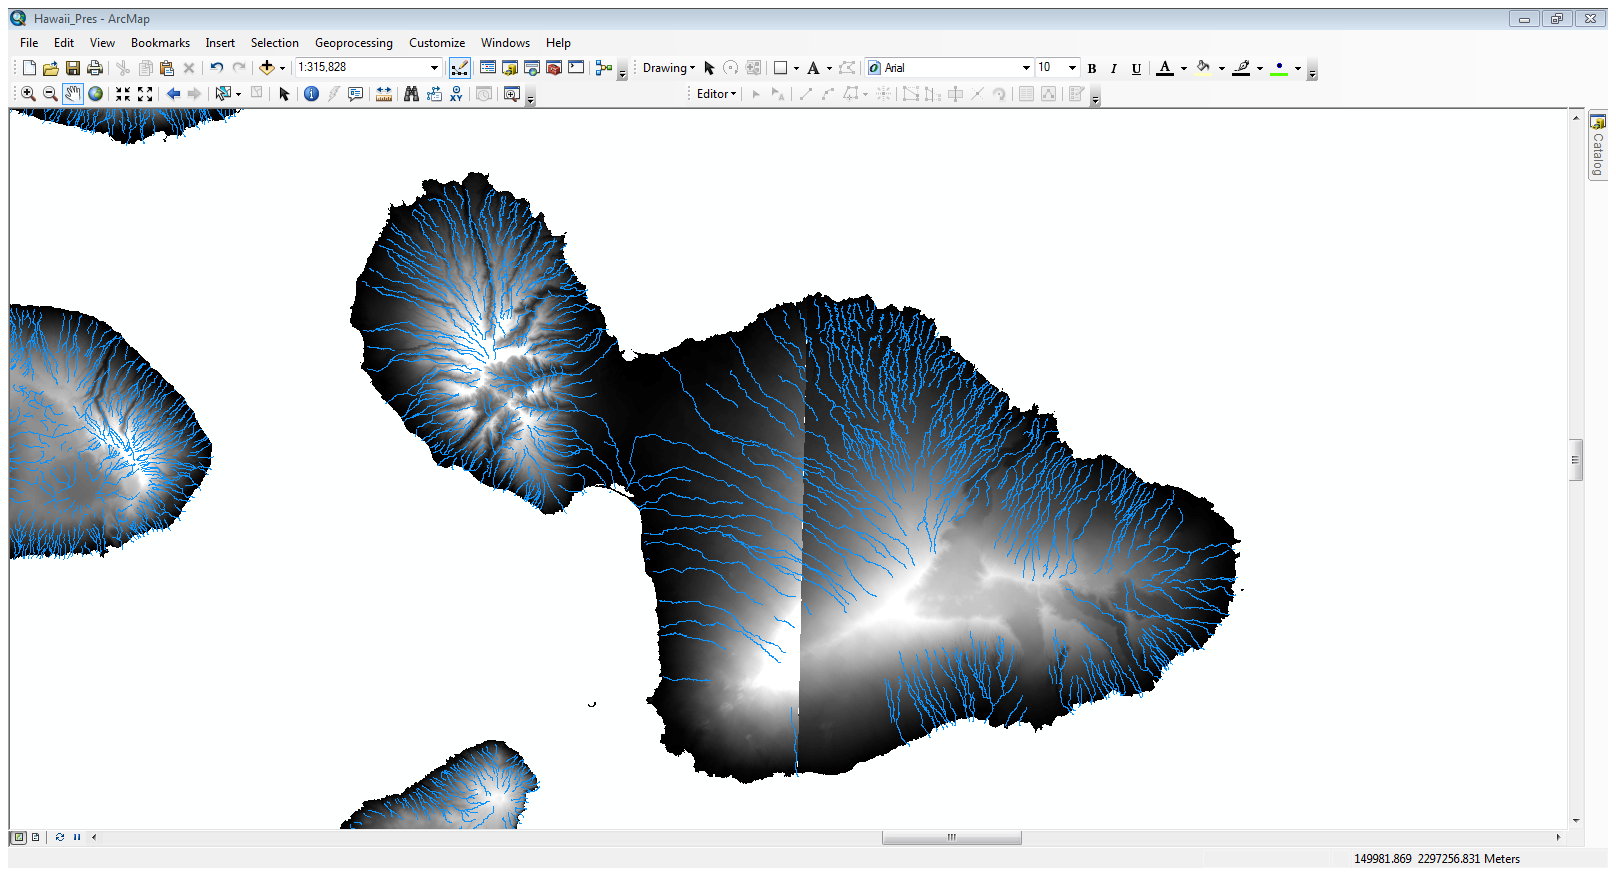 Hawaii_Pres - ArcMap
File Edit View Bookmarks Insert Selection Geoprocessing Customize Windows Help
1:315,828 Drawing A Arial 10 B I U A
XY Editor
Catalog
149981.869 2297256.831 Meters